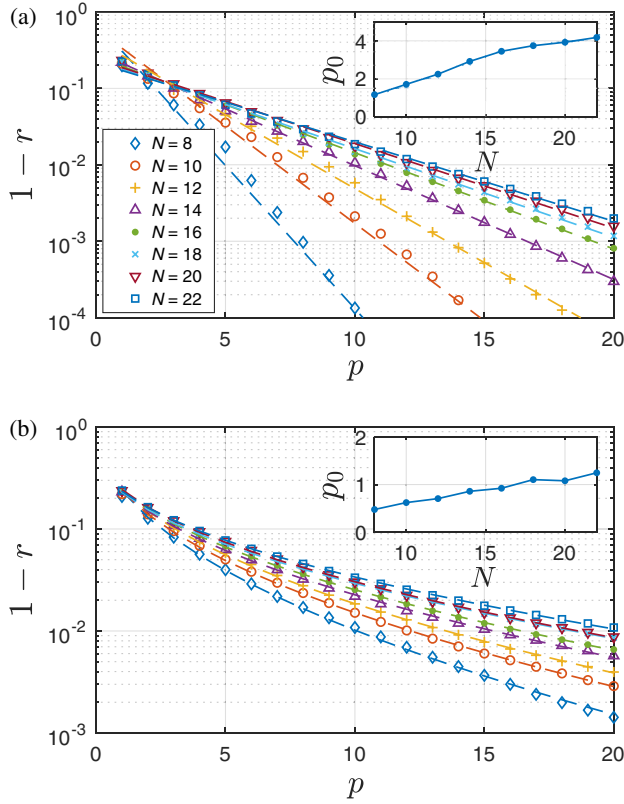 (a)
10^0
10^-1
10^-2
10^-3
10^-4
1 − r
N = 8
N = 10
N = 12
N = 14
N = 16
N = 18
N = 20
N = 22
4
2
0
p_0
10 15 20
N
0 5 10 15 20
p
(b)
10^0
10^-1
10^-2
10^-3
1 − r
2
1
0
p_0
10 15 20
N
0 5 10 15 20
p